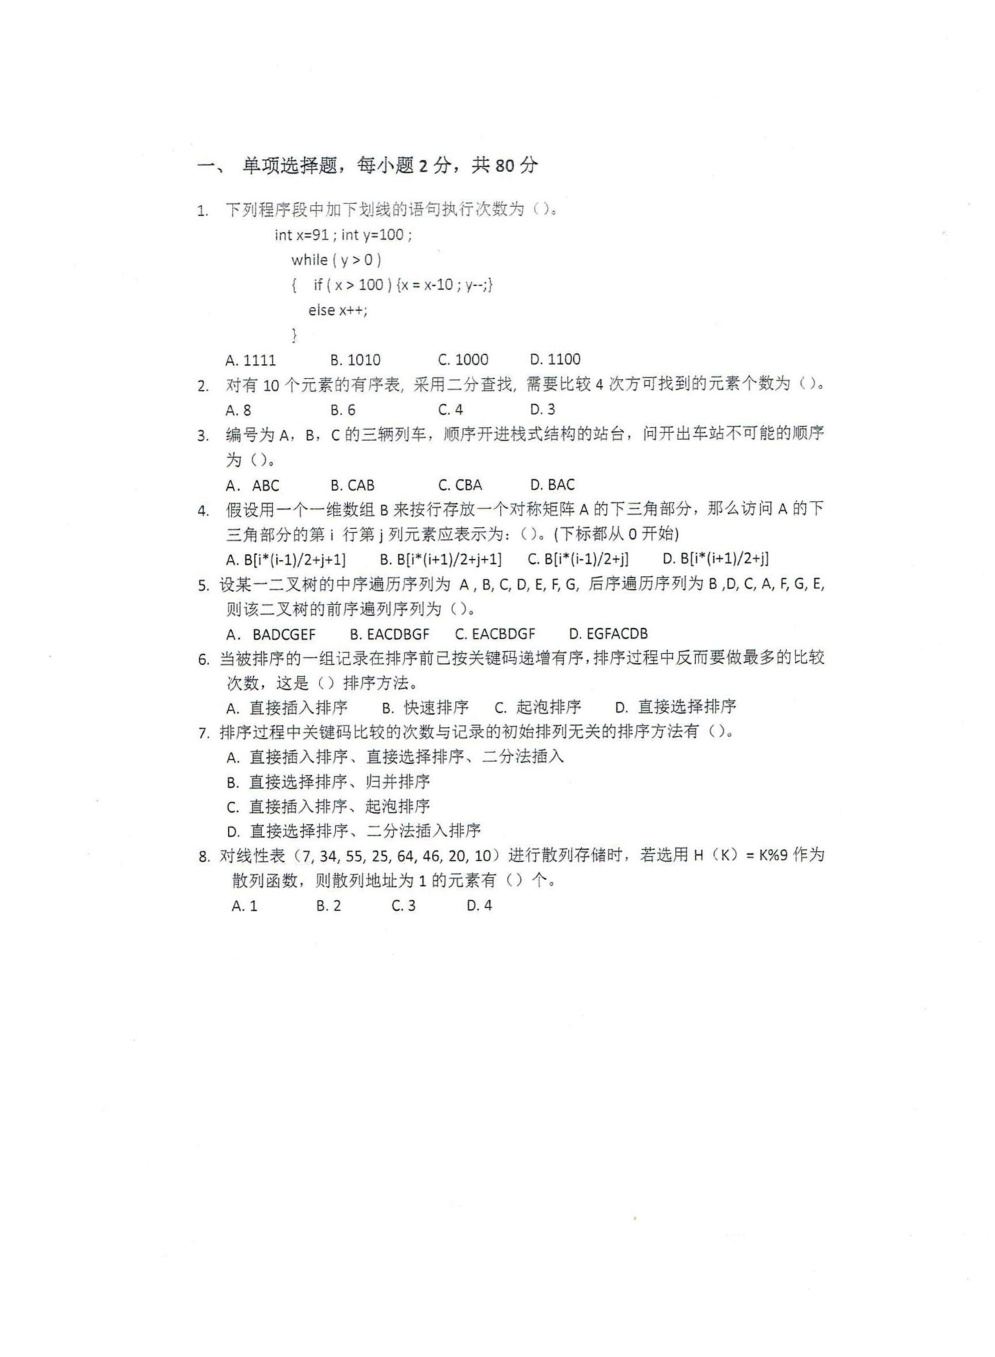 一、 单项选择题，每小题 2 分，共 80 分
1. 下列程序段中加下划线的语句执行次数为（）。
int x=91 ; int y=100 ;
while ( y > 0 )
{ if ( x > 100 ) {x = x-10 ; y--;}
else x++;
}
A. 1111 B. 1010 C. 1000 D. 1100
2. 对有 10 个元素的有序表, 采用二分查找, 需要比较 4 次方可找到的元素个数为（）。
A. 8 B. 6 C. 4 D. 3
3. 编号为 A，B，C 的三辆列车，顺序开进栈式结构的站台，问开出车站不可能的顺序
为（）。
A. ABC B. CAB C. CBA D. BAC
4. 假设用一个一维数组 B 来按行存放一个对称矩阵 A 的下三角部分，那么访问 A 的下
三角部分的第 i 行第 j 列元素应表示为：（）。(下标都从 0 开始)
A. B[i*(i-1)/2+j+1] B. B[i*(i+1)/2+j+1] C. B[i*(i-1)/2+j] D. B[i*(i+1)/2+j]
5. 设某一二叉树的中序遍历序列为 A , B, C, D, E, F, G, 后序遍历序列为 B ,D, C, A, F, G, E,
则该二叉树的前序遍列序列为（）。
A. BADCGEF B. EACDBGF C. EACBDGF D. EGFACDB
6. 当被排序的一组记录在排序前已按关键码递增有序，排序过程中反而要做最多的比较
次数，这是（）排序方法。
A. 直接插入排序 B. 快速排序 C. 起泡排序 D. 直接选择排序
7. 排序过程中关键码比较的次数与记录的初始排列无关的排序方法有（）。
A. 直接插入排序、直接选择排序、二分法插入
B. 直接选择排序、归并排序
C. 直接插入排序、起泡排序
D. 直接选择排序、二分法插入排序
8. 对线性表（7, 34, 55, 25, 64, 46, 20, 10）进行散列存储时，若选用 H（K）= K%9 作为
散列函数，则散列地址为 1 的元素有（）个。
A. 1 B. 2 C. 3 D. 4